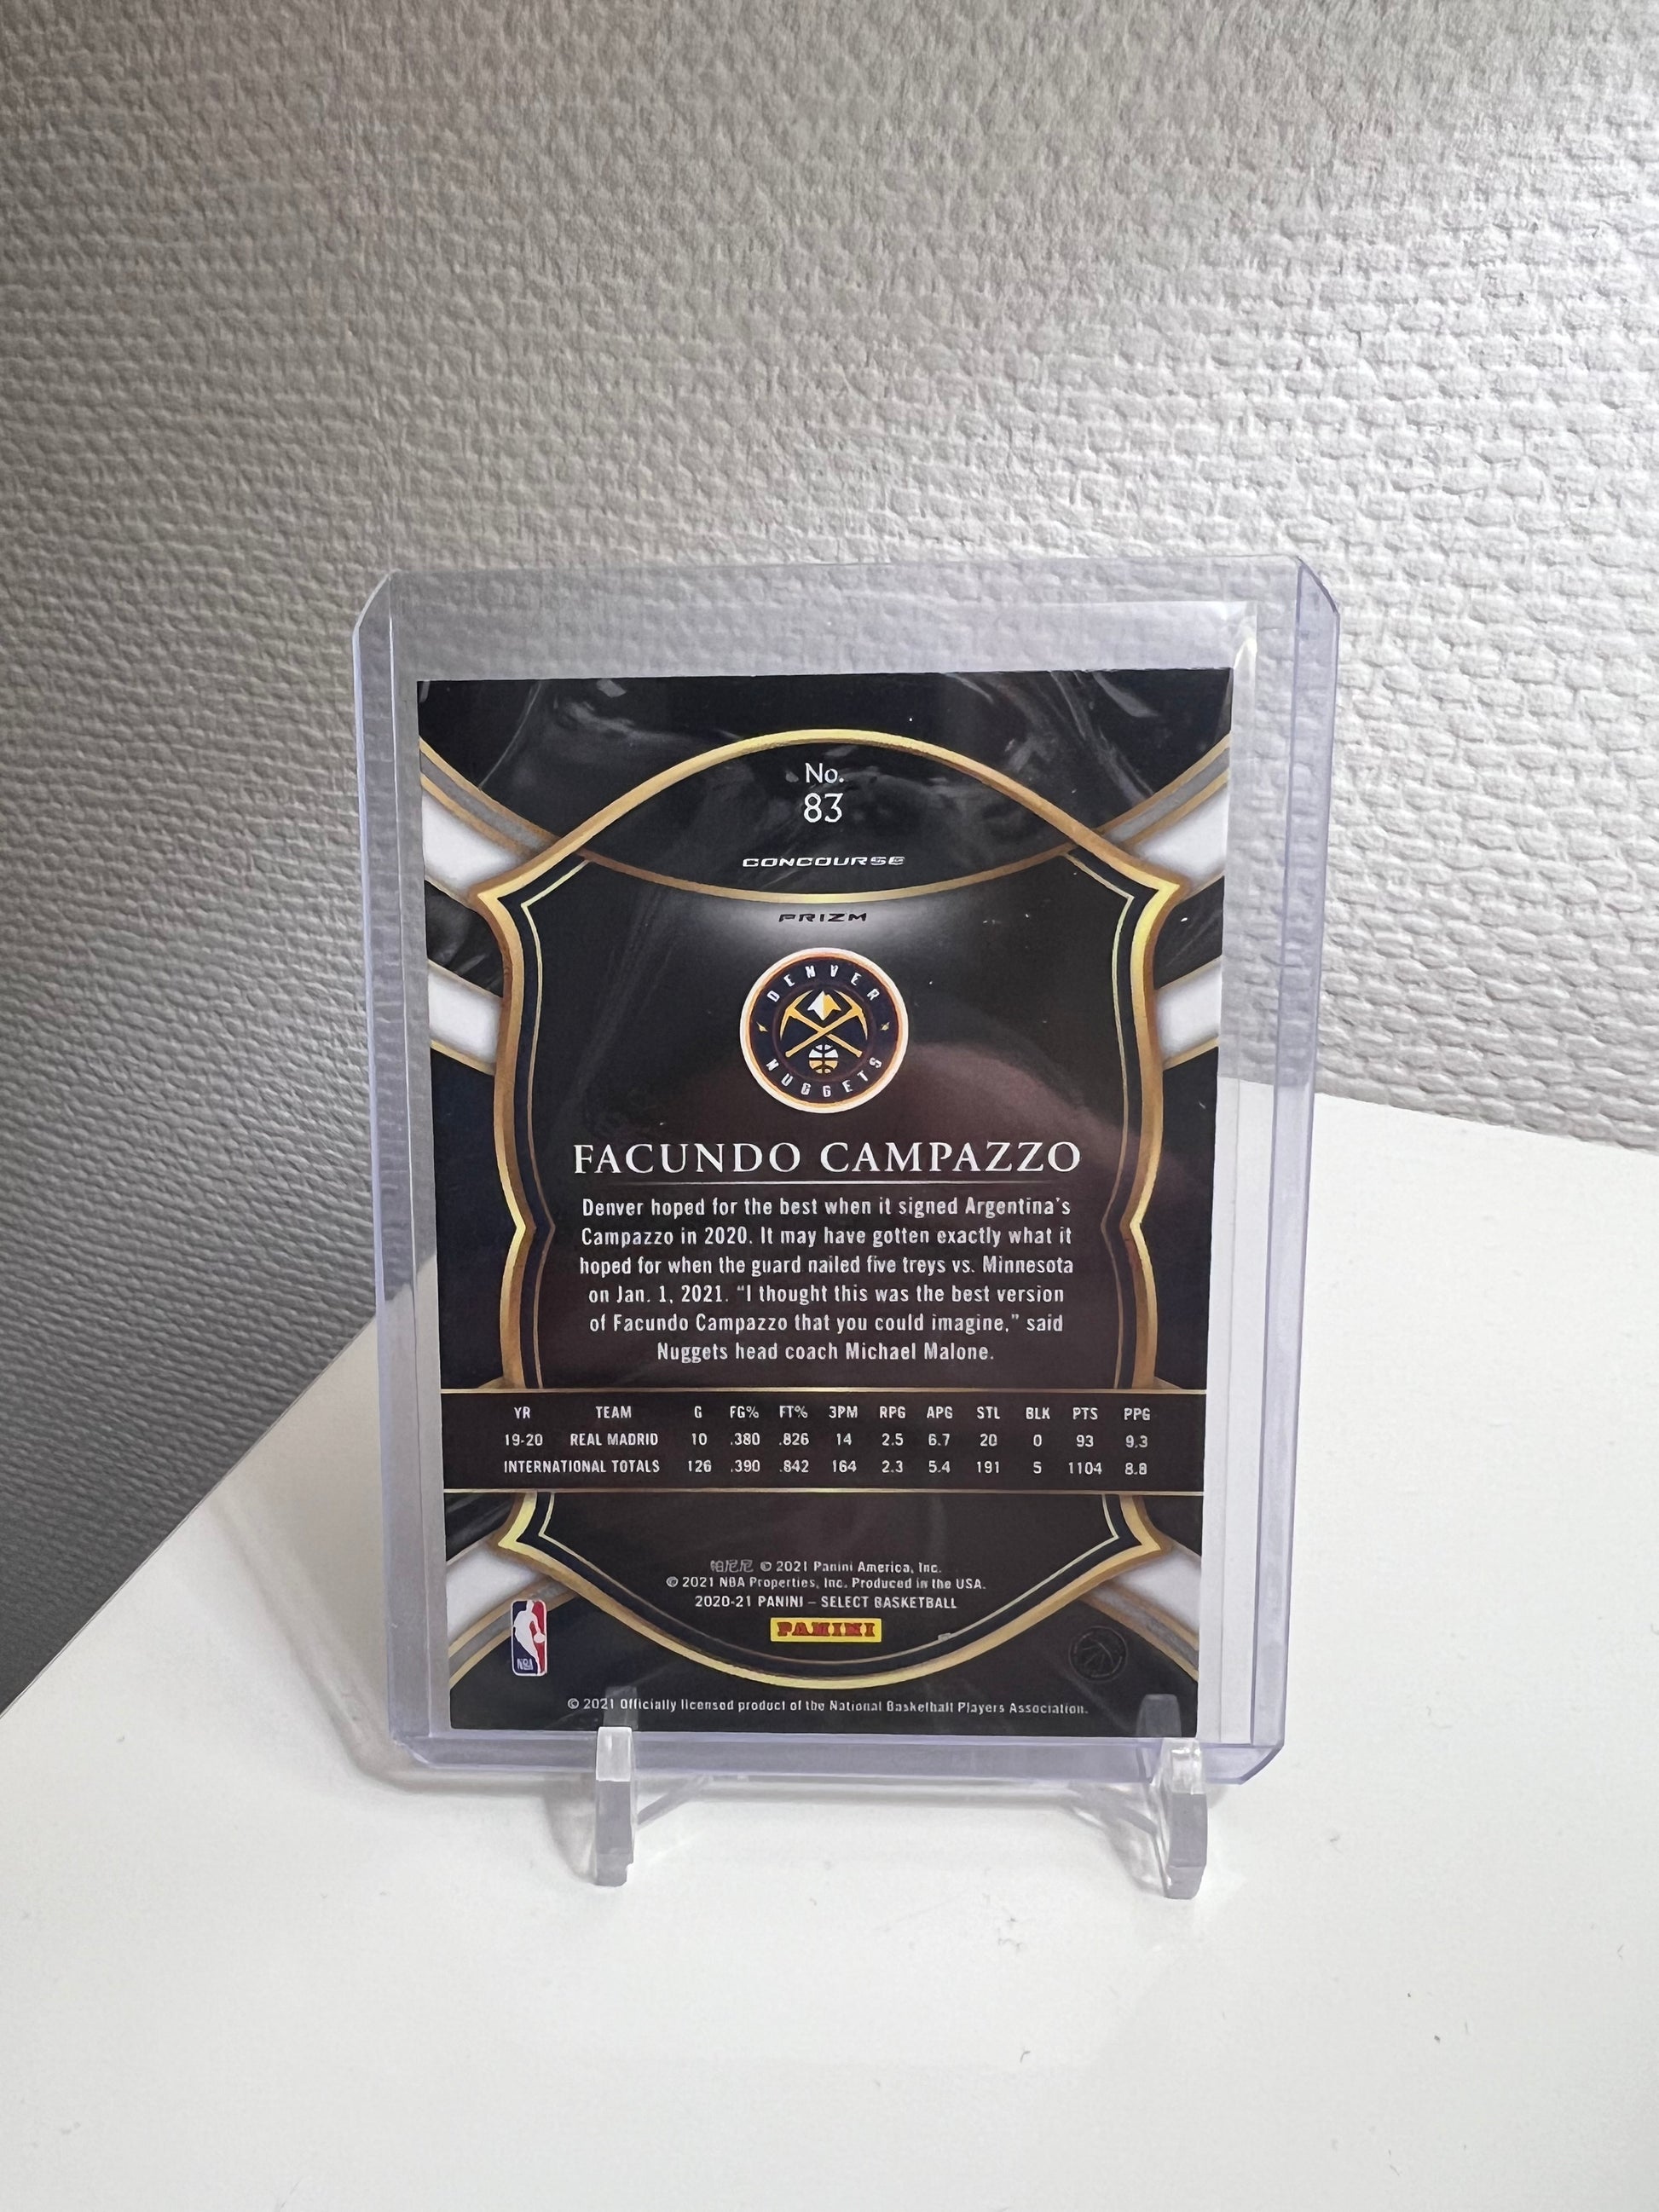 No.
83
CONCOURSE
PRIZM
DENVER
NUGGETS
FACUNDO CAMPAZZO
Denver hoped for the best when it signed Argentina's
Campazzo in 2020. It may have gotten exactly what it
hoped for when the guard nailed five treys vs. Minnesota
on Jan. 1, 2021. “I thought this was the best version
of Facundo Campazzo that you could imagine,” said
Nuggets head coach Michael Malone.
YR TEAM G FG% FT% 3PM RPG APG STL BLK PTS PPG
19-20 REAL MADRID 10 .380 .826 14 2.5 6.7 20 0 93 9.3
INTERNATIONAL TOTALS 126 .390 .842 164 2.3 5.4 191 5 1104 8.8
帕尼尼 © 2021 Panini America, Inc.
© 2021 NBA Properties, Inc. Produced in the USA.
2020-21 PANINI – SELECT BASKETBALL
PANINI
NBA
© 2021 Officially licensed product of the National Basketball Players Association.